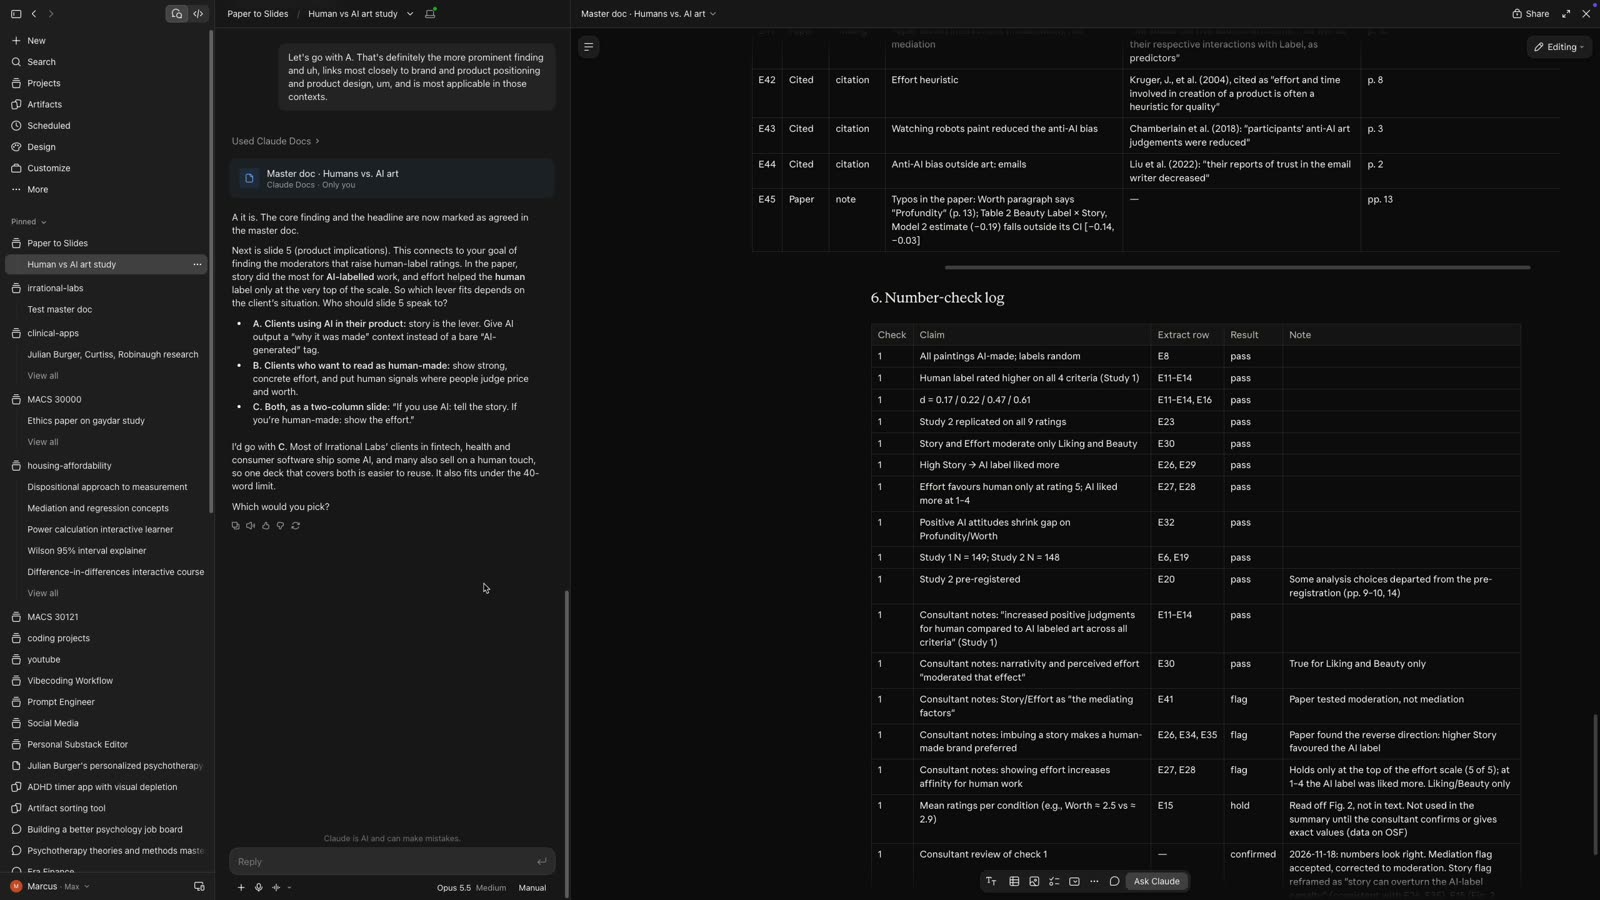 Paper to Slides / Human vs AI art study
Master doc · Humans vs. AI art
Share
Editing
New
Search
Projects
Artifacts
Scheduled
Design
Customize
More
Pinned
Paper to Slides
Human vs AI art study
irrational-labs
Test master doc
clinical-apps
Julian Burger, Curtiss, Robinaugh research
View all
MACS 30000
Ethics paper on gaydar study
View all
housing-affordability
Dispositional approach to measurement
Mediation and regression concepts
Power calculation interactive learner
Wilson 95% interval explainer
Difference-in-differences interactive course
View all
MACS 30121
coding projects
youtube
Vibecoding Workflow
Prompt Engineer
Social Media
Personal Substack Editor
Julian Burger's personalized psychotherapy
ADHD timer app with visual depletion
Artifact sorting tool
Building a better psychology job board
Psychotherapy theories and methods maste
Era Finance
M Marcus · Max
Let's go with A. That's definitely the more prominent finding
and uh, links most closely to brand and product positioning
and product design, um, and is most applicable in those
contexts.
Used Claude Docs
Master doc · Humans vs. AI art
Claude Docs · Only you
A it is. The core finding and the headline are now marked as agreed in
the master doc.
Next is slide 5 (product implications). This connects to your goal of
finding the moderators that raise human-label ratings. In the paper,
story did the most for AI-labelled work, and effort helped the human
label only at the very top of the scale. So which lever fits depends on
the client's situation. Who should slide 5 speak to?
• A. Clients using AI in their product: story is the lever. Give AI
output a “why it was made” context instead of a bare “AI-
generated” tag.
• B. Clients who want to read as human-made: show strong,
concrete effort, and put human signals where people judge price
and worth.
• C. Both, as a two-column slide: “If you use AI: tell the story. If
you're human-made: show the effort.”
I'd go with C. Most of Irrational Labs' clients in fintech, health and
consumer software ship some AI, and many also sell on a human touch,
so one deck that covers both is easier to reuse. It also fits under the 40-
word limit.
Which would you pick?
Claude is AI and can make mistakes.
Reply
Opus 5.5 Medium Manual
mediation
their respective interactions with Label, as
predictors”
E42 Cited citation Effort heuristic Kruger, J., et al. (2004), cited as “effort and time p. 8
involved in creation of a product is often a
heuristic for quality”
E43 Cited citation Watching robots paint reduced the anti-AI bias Chamberlain et al. (2018): “participants' anti-AI art p. 3
judgements were reduced”
E44 Cited citation Anti-AI bias outside art: emails Liu et al. (2022): “their reports of trust in the email p. 2
writer decreased”
E45 Paper note Typos in the paper: Worth paragraph says — pp. 13
“Profundity” (p. 13); Table 2 Beauty Label × Story,
Model 2 estimate (−0.19) falls outside its CI [−0.14,
−0.03]
6. Number-check log
Check Claim Extract row Result Note
1 All paintings AI-made; labels random E8 pass
1 Human label rated higher on all 4 criteria (Study 1) E11–E14 pass
1 d = 0.17 / 0.22 / 0.47 / 0.61 E11–E14, E16 pass
1 Study 2 replicated on all 9 ratings E23 pass
1 Story and Effort moderate only Liking and Beauty E30 pass
1 High Story → AI label liked more E26, E29 pass
1 Effort favours human only at rating 5; AI liked E27, E28 pass
more at 1–4
1 Positive AI attitudes shrink gap on E32 pass
Profundity/Worth
1 Study 1 N = 149; Study 2 N = 148 E6, E19 pass
1 Study 2 pre-registered E20 pass Some analysis choices departed from the pre-
registration (pp. 9–10, 14)
1 Consultant notes: “increased positive judgments E11–E14 pass
for human compared to AI labeled art across all
criteria” (Study 1)
1 Consultant notes: narrativity and perceived effort E30 pass True for Liking and Beauty only
“moderated that effect”
1 Consultant notes: Story/Effort as “the mediating E41 flag Paper tested moderation, not mediation
factors”
1 Consultant notes: imbuing a story makes a human- E26, E34, E35 flag Paper found the reverse direction: higher Story
made brand preferred favoured the AI label
1 Consultant notes: showing effort increases E27, E28 flag Holds only at the top of the effort scale (5 of 5); at
affinity for human work 1–4 the AI label was liked more. Liking/Beauty only
1 Mean ratings per condition (e.g., Worth ≈ 2.5 vs ≈ E15 hold Read off Fig. 2, not in text. Not used in the
2.9) summary until the consultant confirms or gives
exact values (data on OSF)
1 Consultant review of check 1 — confirmed 2026-11-18: numbers look right. Mediation flag
accepted, corrected to moderation. Story flag
reframed as “story can overturn the AI-label
Ask Claude